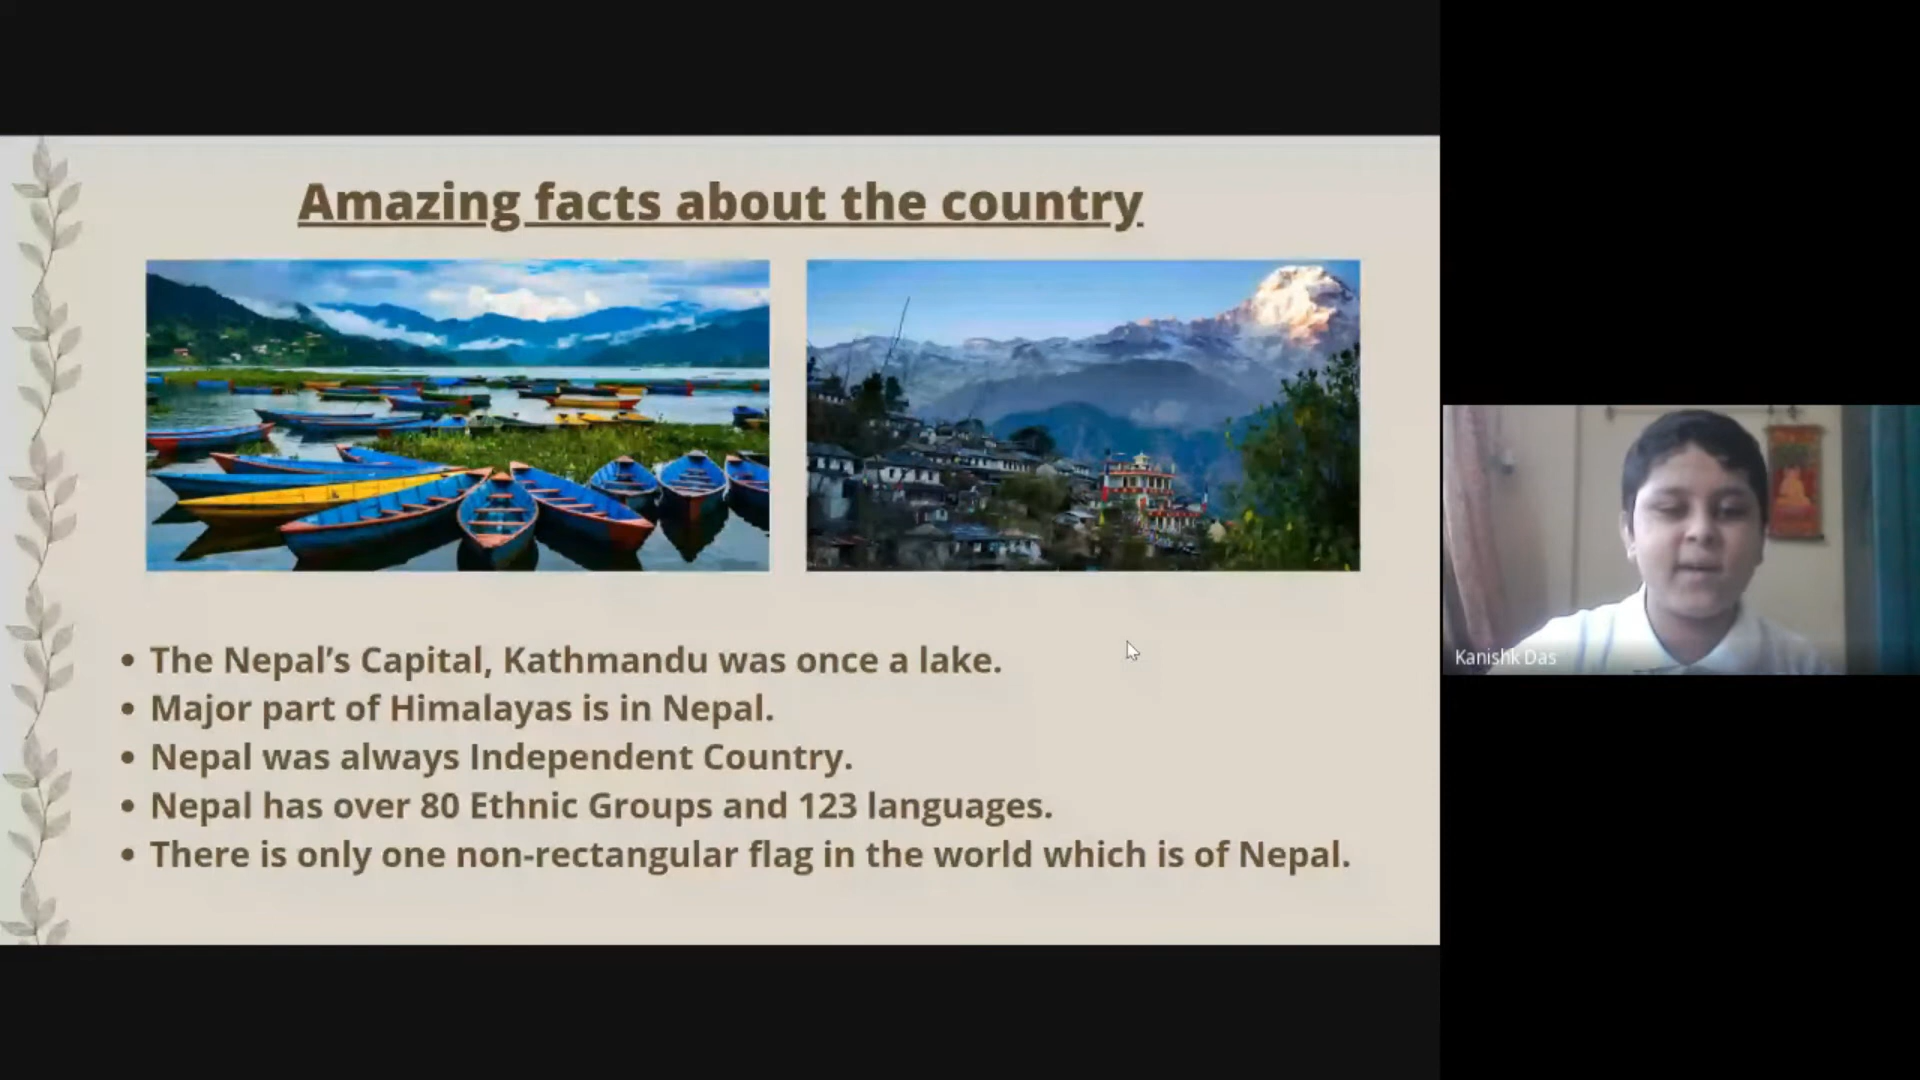 Amazing facts about the country
• The Nepal’s Capital, Kathmandu was once a lake.
• Major part of Himalayas is in Nepal.
• Nepal was always Independent Country.
• Nepal has over 80 Ethnic Groups and 123 languages.
• There is only one non-rectangular flag in the world which is of Nepal.
Kanishk Das